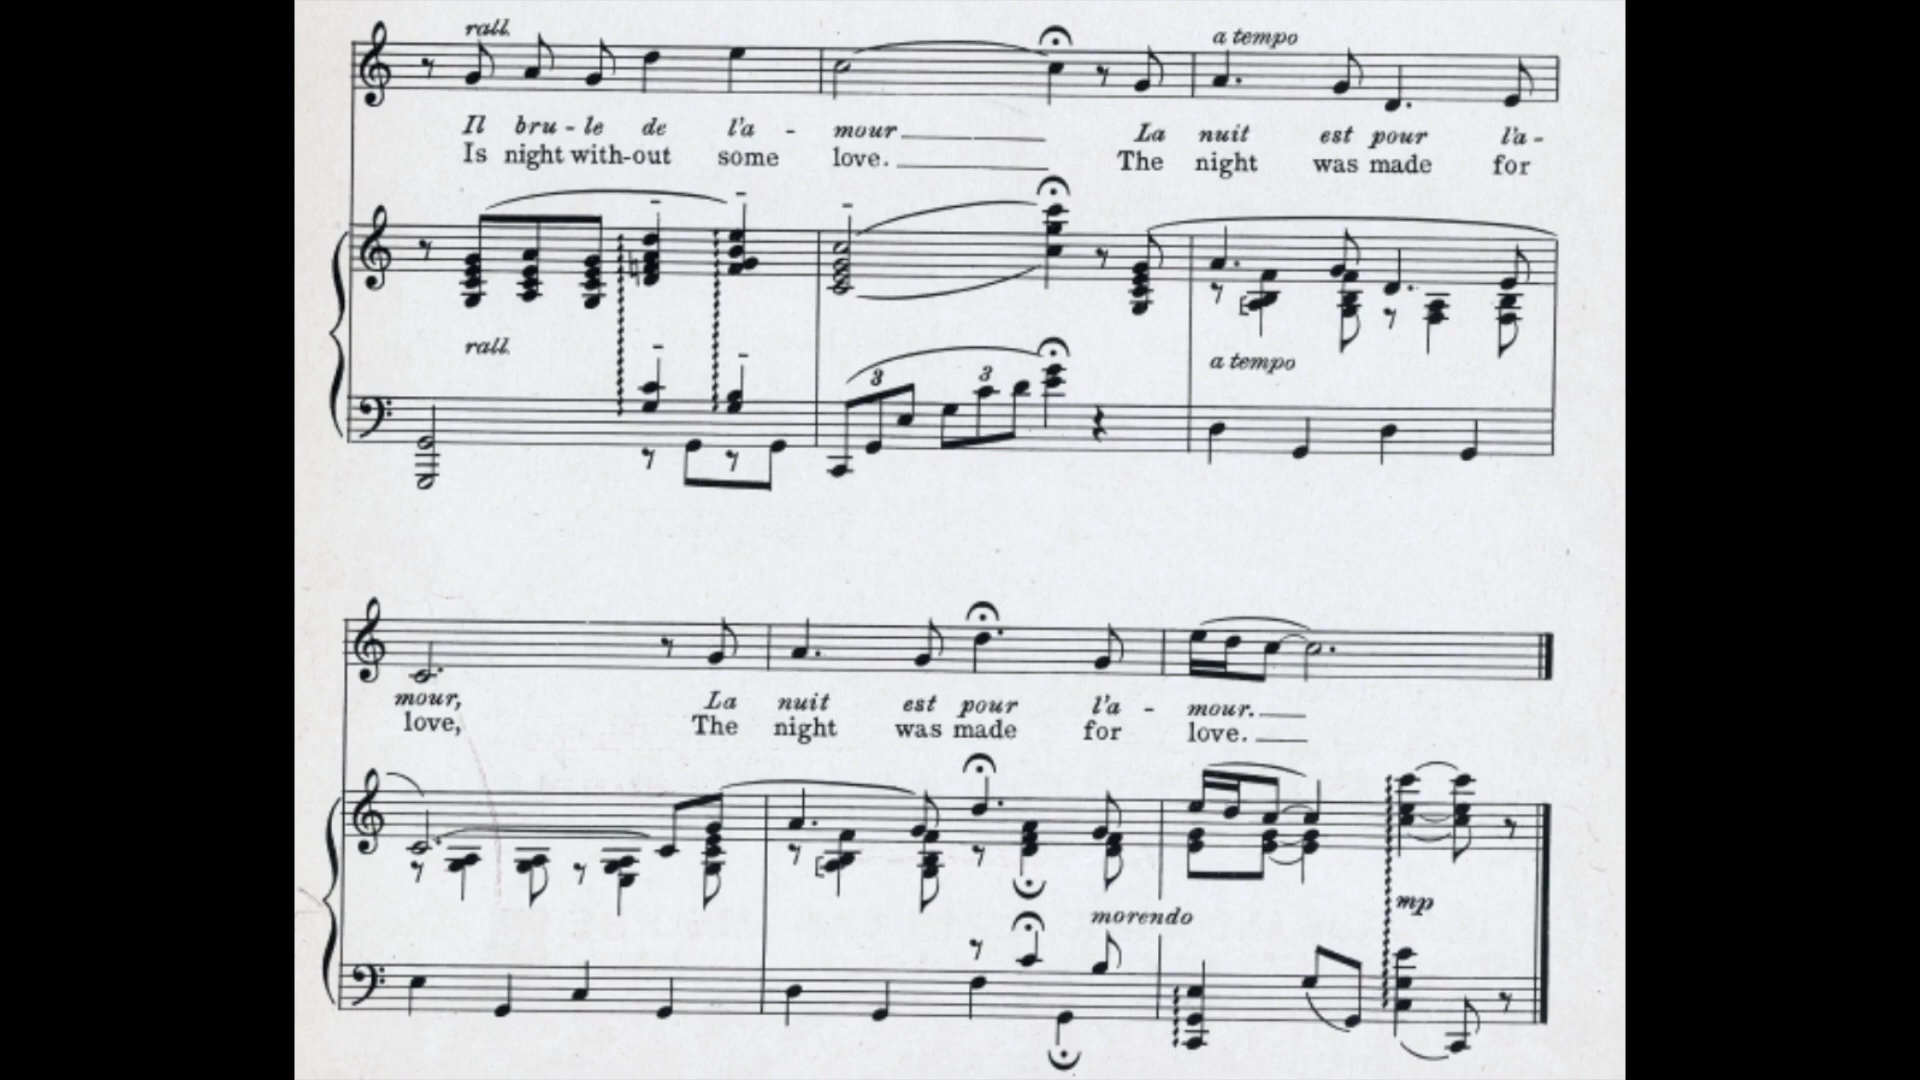 rall.
a tempo
Il bru - le de l'a - mour La nuit est pour l'a -
Is night with-out some love. The night was made for
rall.
3 3
a tempo
mour, La nuit est pour l'a - mour.
love, The night was made for love.
morendo
mp